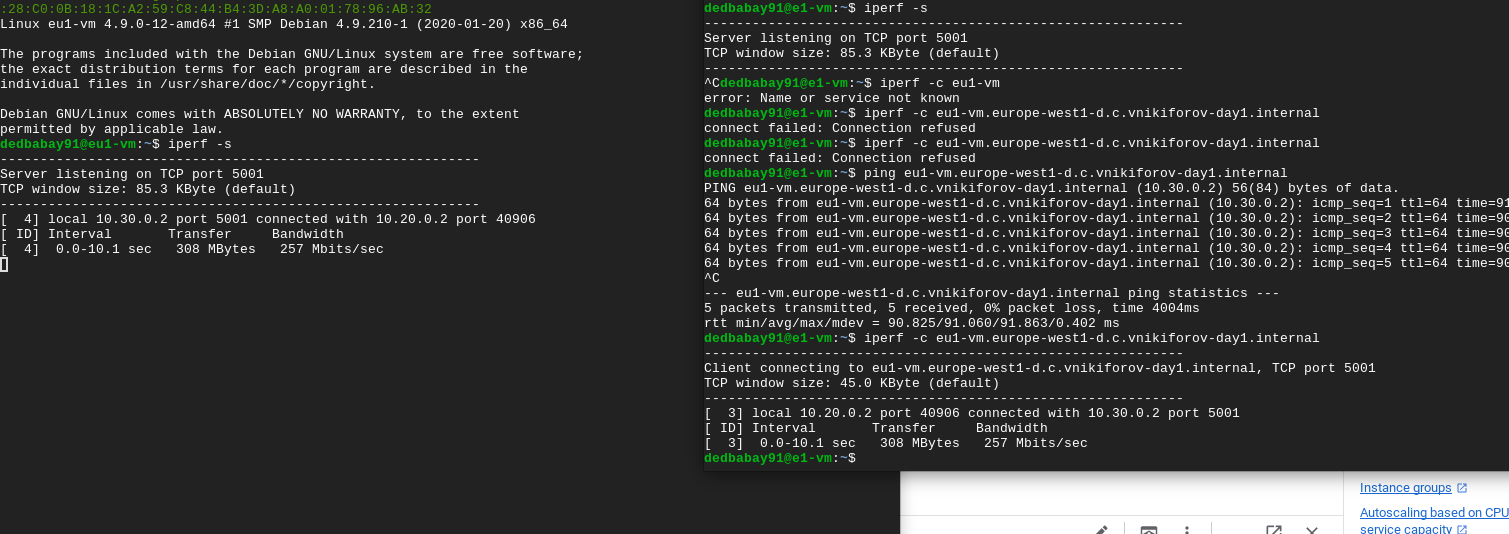 :28:C0:0B:18:1C:A2:59:C8:44:B4:3D:A8:A0:01:78:96:AB:32
Linux eu1-vm 4.9.0-12-amd64 #1 SMP Debian 4.9.210-1 (2020-01-20) x86_64
The programs included with the Debian GNU/Linux system are free software;
the exact distribution terms for each program are described in the
individual files in /usr/share/doc/*/copyright.
Debian GNU/Linux comes with ABSOLUTELY NO WARRANTY, to the extent
permitted by applicable law.
dedbabay91@eu1-vm:~$ iperf -s
------------------------------------------------------------
Server listening on TCP port 5001
TCP window size: 85.3 KByte (default)
------------------------------------------------------------
[  4] local 10.30.0.2 port 5001 connected with 10.20.0.2 port 40906
[ ID] Interval       Transfer     Bandwidth
[  4]  0.0-10.1 sec   308 MBytes   257 Mbits/sec
dedbabay91@e1-vm:~$ iperf -s
------------------------------------------------------------
Server listening on TCP port 5001
TCP window size: 85.3 KByte (default)
------------------------------------------------------------
^Cdedbabay91@e1-vm:~$ iperf -c eu1-vm
error: Name or service not known
dedbabay91@e1-vm:~$ iperf -c eu1-vm.europe-west1-d.c.vnikiforov-day1.internal
connect failed: Connection refused
dedbabay91@e1-vm:~$ iperf -c eu1-vm.europe-west1-d.c.vnikiforov-day1.internal
connect failed: Connection refused
dedbabay91@e1-vm:~$ ping eu1-vm.europe-west1-d.c.vnikiforov-day1.internal
PING eu1-vm.europe-west1-d.c.vnikiforov-day1.internal (10.30.0.2) 56(84) bytes of data.
64 bytes from eu1-vm.europe-west1-d.c.vnikiforov-day1.internal (10.30.0.2): icmp_seq=1 ttl=64 time=91
64 bytes from eu1-vm.europe-west1-d.c.vnikiforov-day1.internal (10.30.0.2): icmp_seq=2 ttl=64 time=90
64 bytes from eu1-vm.europe-west1-d.c.vnikiforov-day1.internal (10.30.0.2): icmp_seq=3 ttl=64 time=90
64 bytes from eu1-vm.europe-west1-d.c.vnikiforov-day1.internal (10.30.0.2): icmp_seq=4 ttl=64 time=90
64 bytes from eu1-vm.europe-west1-d.c.vnikiforov-day1.internal (10.30.0.2): icmp_seq=5 ttl=64 time=90
^C
--- eu1-vm.europe-west1-d.c.vnikiforov-day1.internal ping statistics ---
5 packets transmitted, 5 received, 0% packet loss, time 4004ms
rtt min/avg/max/mdev = 90.825/91.060/91.863/0.402 ms
dedbabay91@e1-vm:~$ iperf -c eu1-vm.europe-west1-d.c.vnikiforov-day1.internal
------------------------------------------------------------
Client connecting to eu1-vm.europe-west1-d.c.vnikiforov-day1.internal, TCP port 5001
TCP window size: 45.0 KByte (default)
------------------------------------------------------------
[  3] local 10.20.0.2 port 40906 connected with 10.30.0.2 port 5001
[ ID] Interval       Transfer     Bandwidth
[  3]  0.0-10.1 sec   308 MBytes   257 Mbits/sec
dedbabay91@e1-vm:~$
Instance groups
Autoscaling based on CPU
service capacity